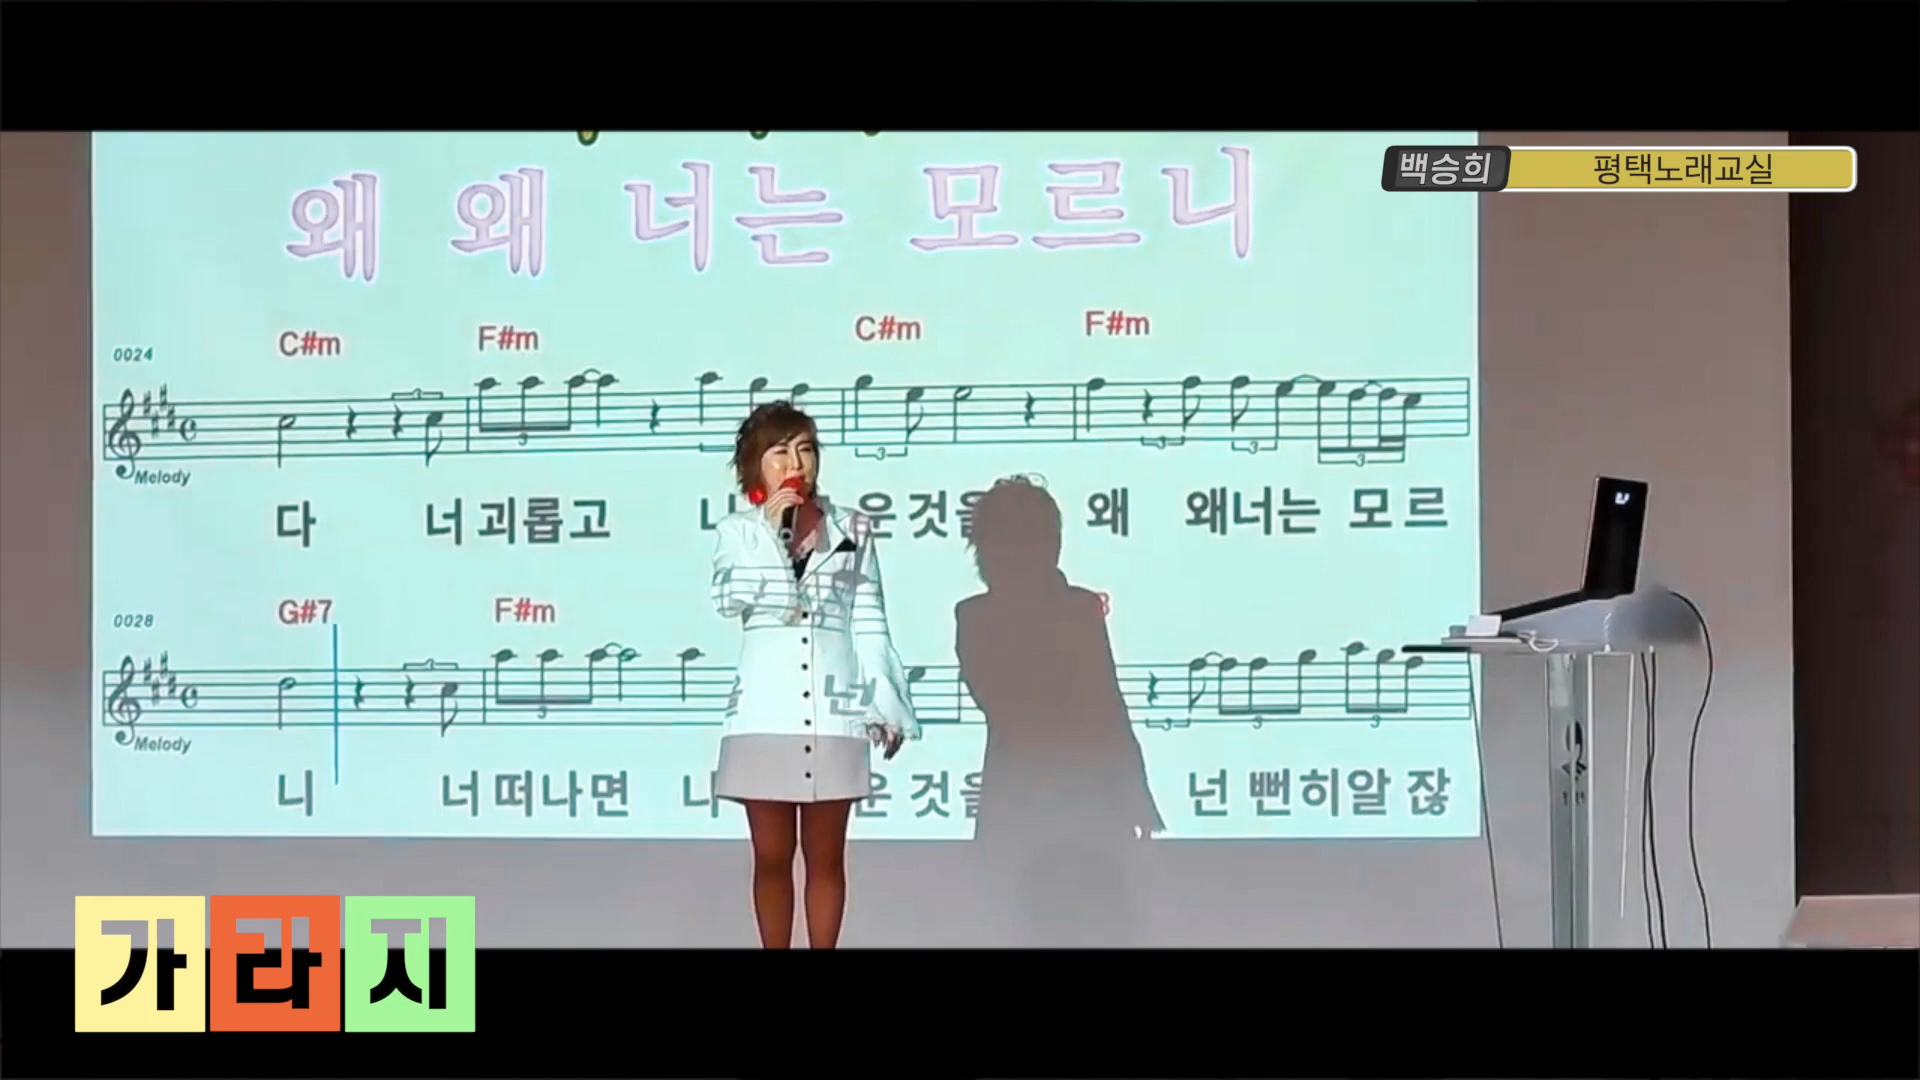 백승희 평택노래교실
왜 왜 너는 모르니
C#m F#m C#m F#m
0024
Melody
다 너 괴롭고 운 것을 왜 왜 너는 모르
G#7 F#m
0028
Melody
니 너 떠나면 운 것을 넌 뻔히 알 잖
가라지